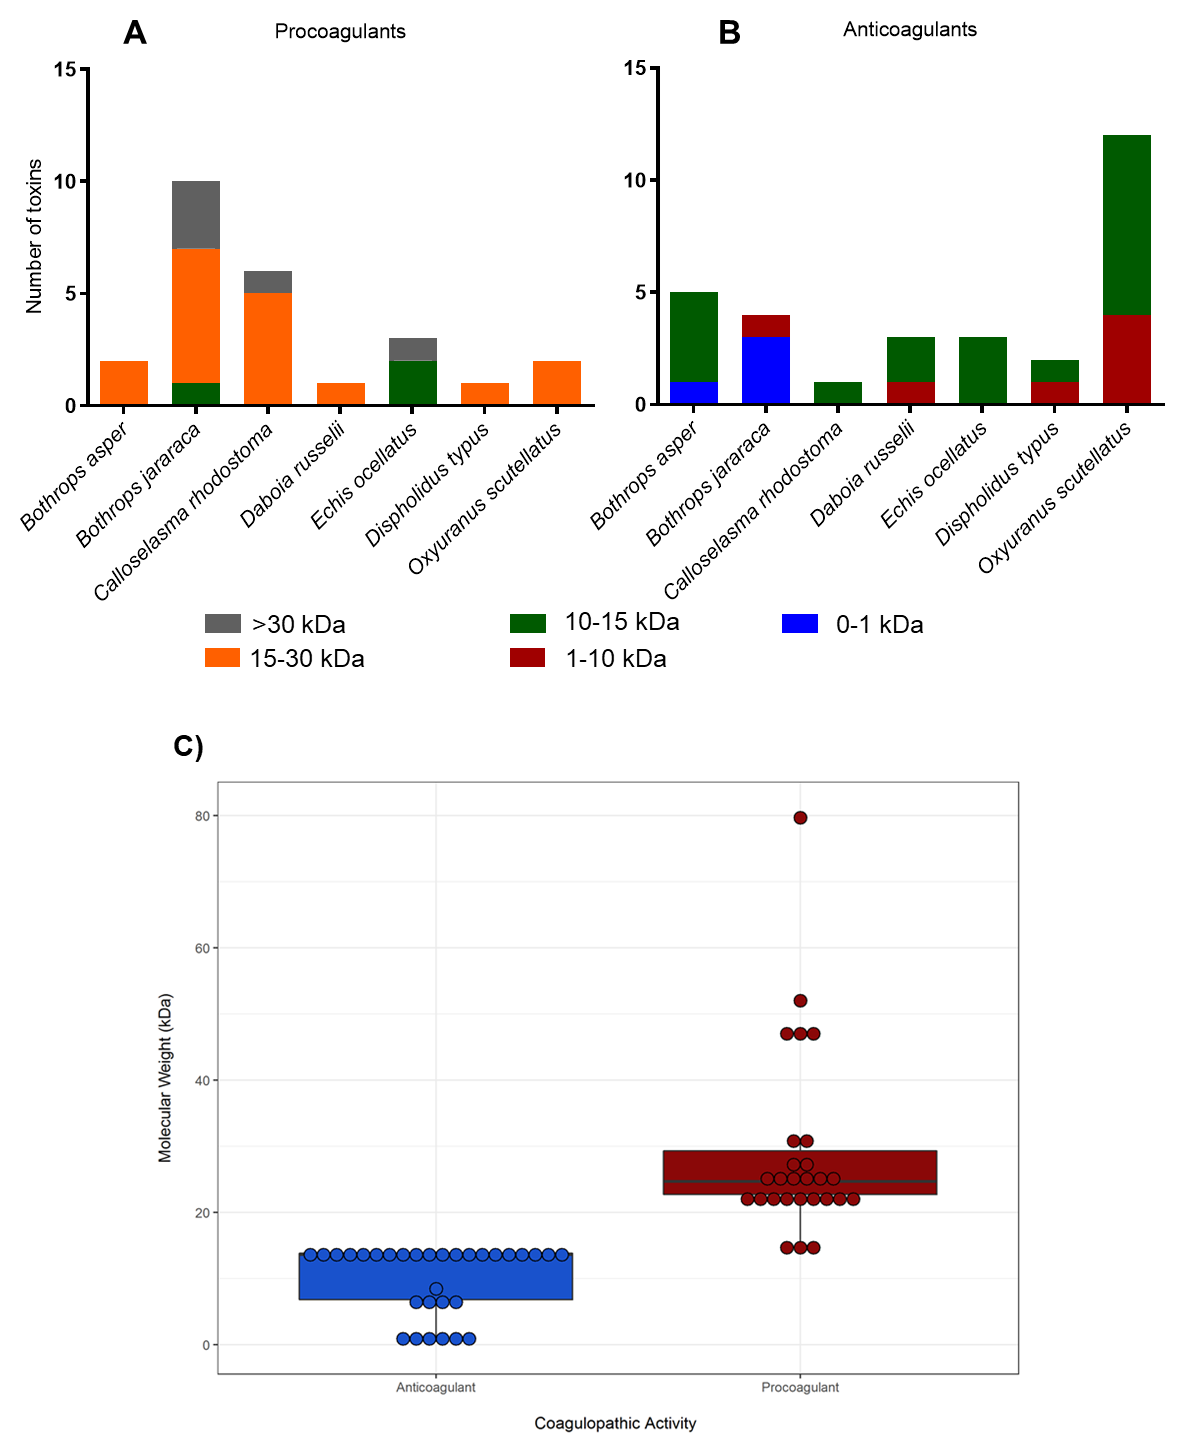 A
Procoagulants
B
Anticoagulants
15
10
5
0
Number of toxins
Bothrops asper
Bothrops jararaca
Calloselasma rhodostoma
Daboia russelii
Echis ocellatus
Dispholidus typus
Oxyuranus scutellatus
15
10
5
0
Bothrops asper
Bothrops jararaca
Calloselasma rhodostoma
Daboia russelii
Echis ocellatus
Dispholidus typus
Oxyuranus scutellatus
>30 kDa
10-15 kDa
0-1 kDa
15-30 kDa
1-10 kDa
C)
80
60
40
20
0
Molecular Weight (kDa)
Anticoagulant
Procoagulant
Coagulopathic Activity